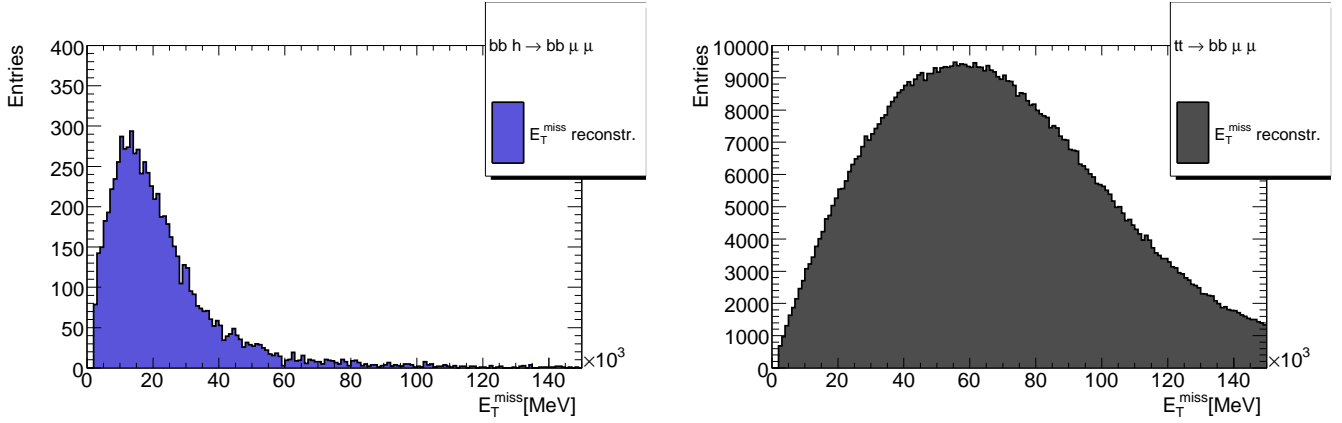 bb h → bb μ μ
E_T^miss reconstr.
Entries
400
350
300
250
200
150
100
50
0
0 20 40 60 80 100 120 140
×10³
E_T^miss[MeV]
tt → bb μ μ
E_T^miss reconstr.
Entries
10000
9000
8000
7000
6000
5000
4000
3000
2000
1000
0
0 20 40 60 80 100 120 140
×10³
E_T^miss[MeV]